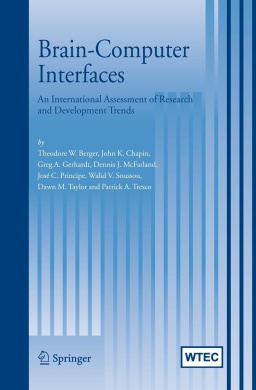 Brain-Computer
Interfaces
An International Assessment of Research
and Development Trends
by
Theodore W. Berger, John K. Chapin,
Greg A. Gerhardt, Dennis J. McFarland,
José C. Principe, Walid V. Soussou,
Dawn M. Taylor and Patrick A. Tresco
Springer
WTEC